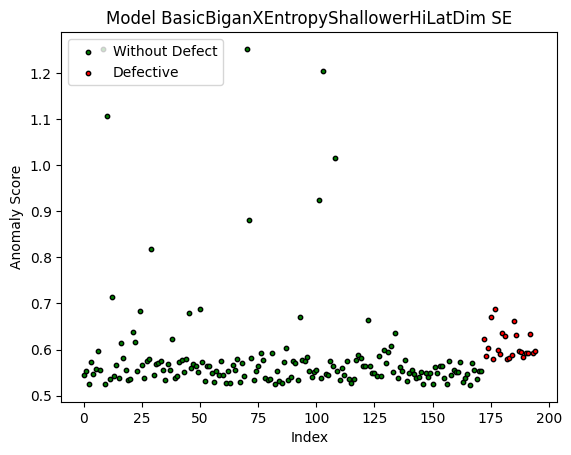 Model BasicBiganXEntropyShallowerHiLatDim SE
Without Defect
Defective
Anomaly Score
1.2
1.1
1.0
0.9
0.8
0.7
0.6
0.5
0 25 50 75 100 125 150 175 200
Index